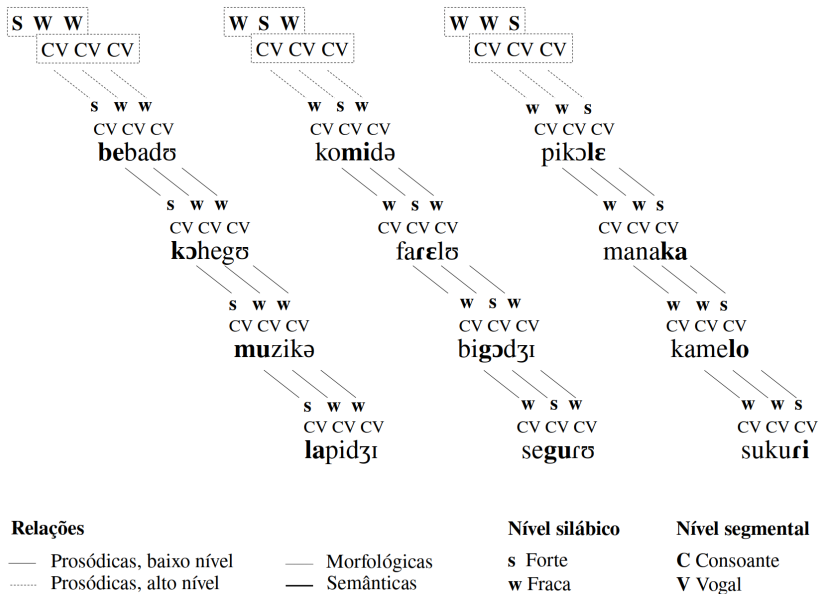 S W W W S W W W S
CV CV CV CV CV CV CV CV CV
s w w w s w w w s
CV CV CV CV CV CV CV CV CV
bebadʊ komidə pikɔlɛ
s w w w s w w w s
CV CV CV CV CV CV CV CV CV
kɔhegʊ faɾɛlʊ manaka
s w w w s w w w s
CV CV CV CV CV CV CV CV CV
muzikə bigɔdʒɪ kamelo
s w w w s w w w s
CV CV CV CV CV CV CV CV CV
lapidʒɪ seguɾʊ sukuɾi
Relações Nível silábico Nível segmental
Prosódicas, baixo nível Morfológicas s Forte C Consoante
Prosódicas, alto nível Semânticas w Fraca V Vogal